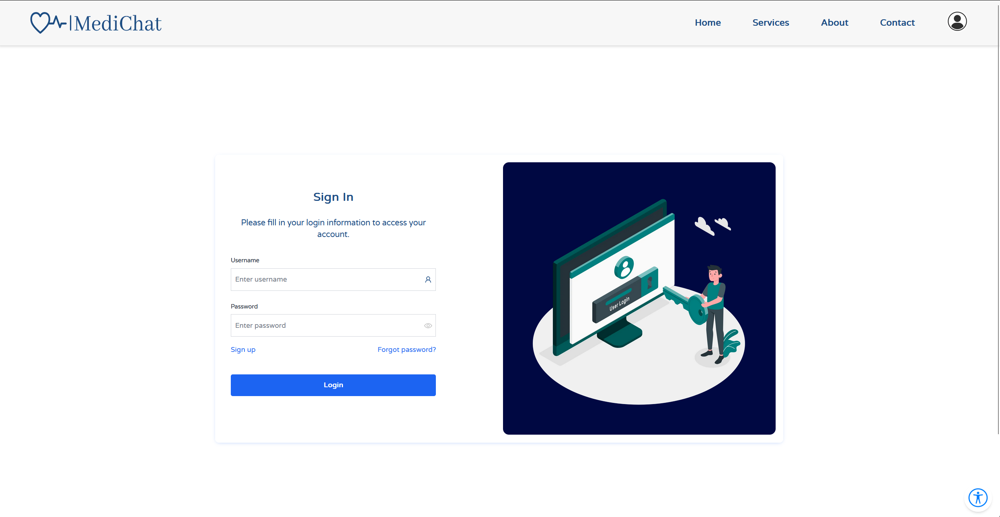 MediChat
Home
Services
About
Contact
Sign In
Please fill in your login information to access your
account.
Username
Enter username
Password
Enter password
Sign up
Forgot password?
Login
User Login